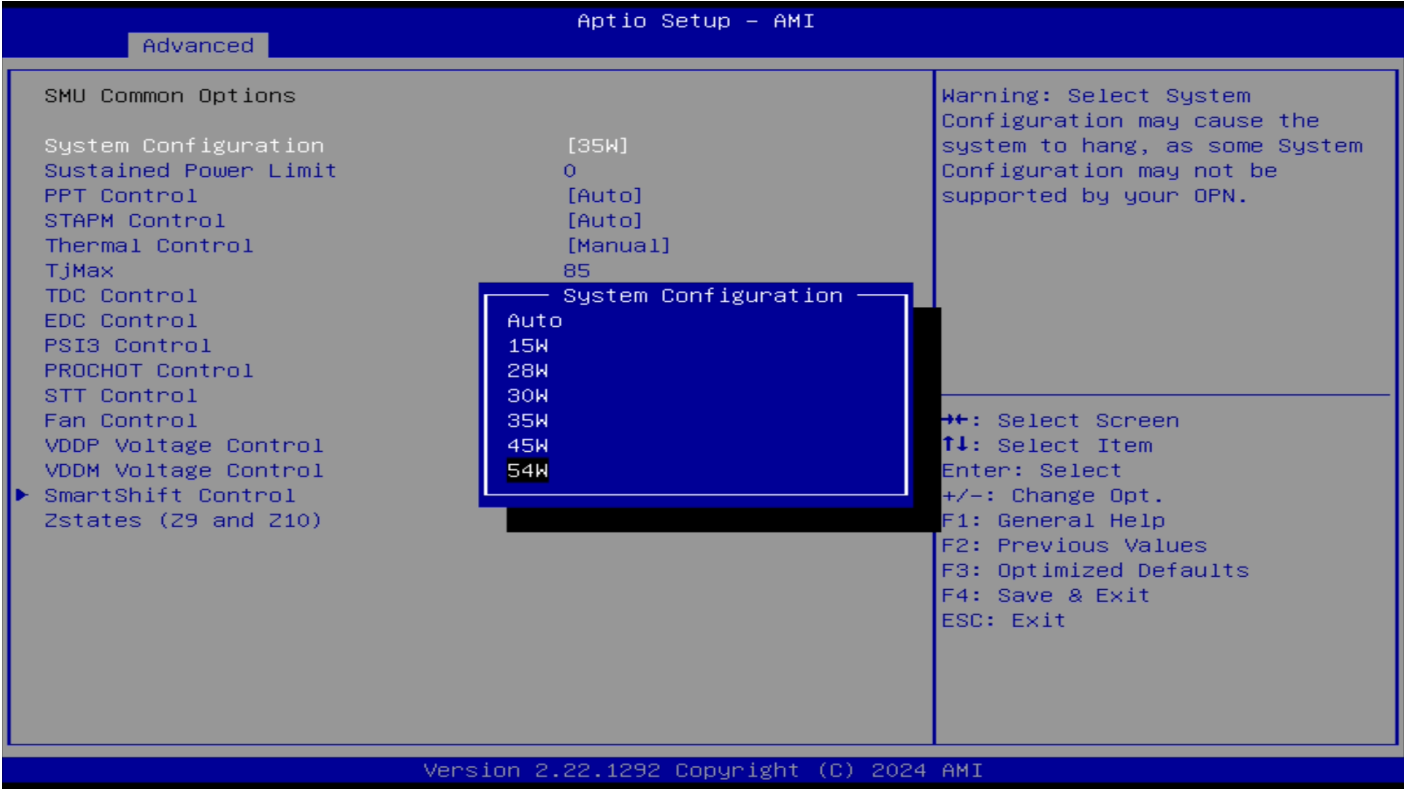 Aptio Setup – AMI
Advanced
SMU Common Options
System Configuration [35W]
Sustained Power Limit 0
PPT Control [Auto]
STAPM Control [Auto]
Thermal Control [Manual]
TjMax 85
TDC Control
EDC Control
PSI3 Control
PROCHOT Control
STT Control
Fan Control
VDDP Voltage Control
VDDM Voltage Control
SmartShift Control
Zstates (Z9 and Z10)
System Configuration
Auto
15W
28W
30W
35W
45W
54W
Warning: Select System
Configuration may cause the
system to hang, as some System
Configuration may not be
supported by your OPN.
→←: Select Screen
↑↓: Select Item
Enter: Select
+/-: Change Opt.
F1: General Help
F2: Previous Values
F3: Optimized Defaults
F4: Save & Exit
ESC: Exit
Version 2.22.1292 Copyright (C) 2024 AMI